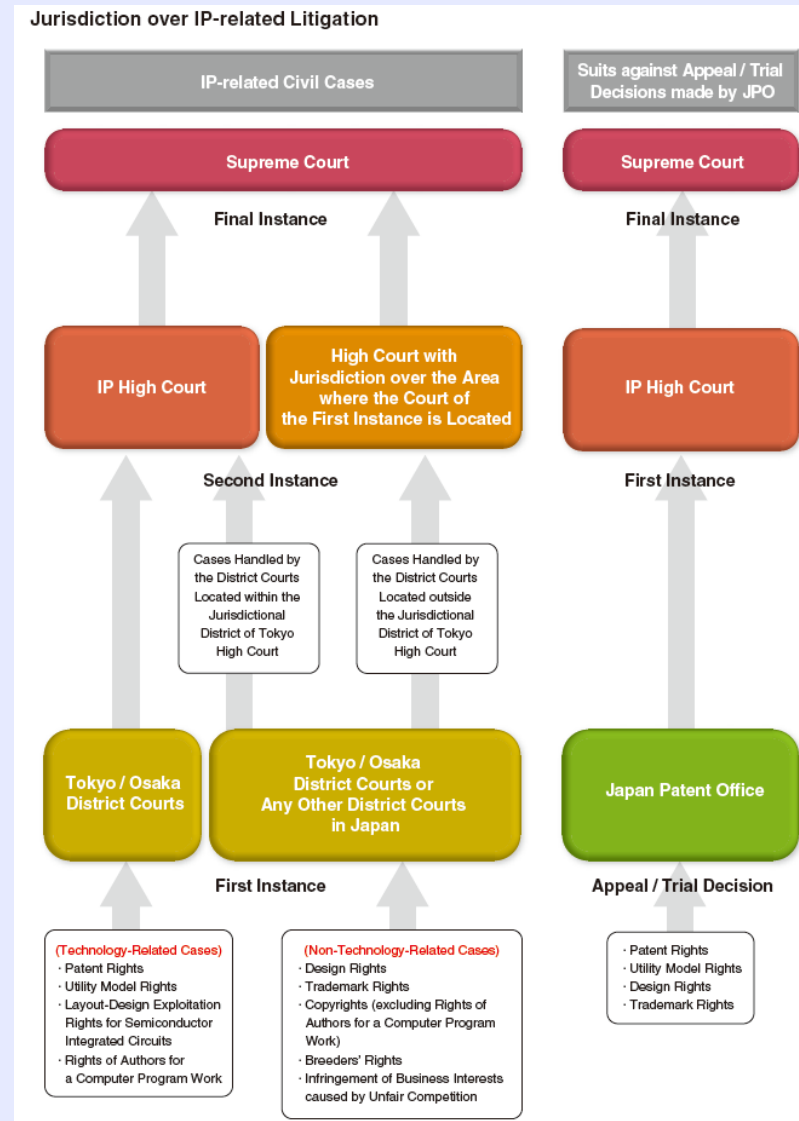 Jurisdiction over IP-related Litigation
IP-related Civil Cases
Suits against Appeal / Trial
Decisions made by JPO
Supreme Court
Supreme Court
Final Instance
Final Instance
IP High Court
High Court with
Jurisdiction over the Area
where the Court of
the First Instance is Located
IP High Court
Second Instance
First Instance
Cases Handled by
the District Courts
Located within the
Jurisdictional
District of Tokyo
High Court
Cases Handled by
the District Courts
Located outside
the Jurisdictional
District of Tokyo
High Court
Tokyo / Osaka
District Courts
Tokyo / Osaka
District Courts or
Any Other District Courts
in Japan
Japan Patent Office
First Instance
Appeal / Trial Decision
(Technology-Related Cases)
· Patent Rights
· Utility Model Rights
· Layout-Design Exploitation
Rights for Semiconductor
Integrated Circuits
· Rights of Authors for
a Computer Program Work
(Non-Technology-Related Cases)
· Design Rights
· Trademark Rights
· Copyrights (excluding Rights of
Authors for a Computer Program
Work)
· Breeders' Rights
· Infringement of Business Interests
caused by Unfair Competition
· Patent Rights
· Utility Model Rights
· Design Rights
· Trademark Rights